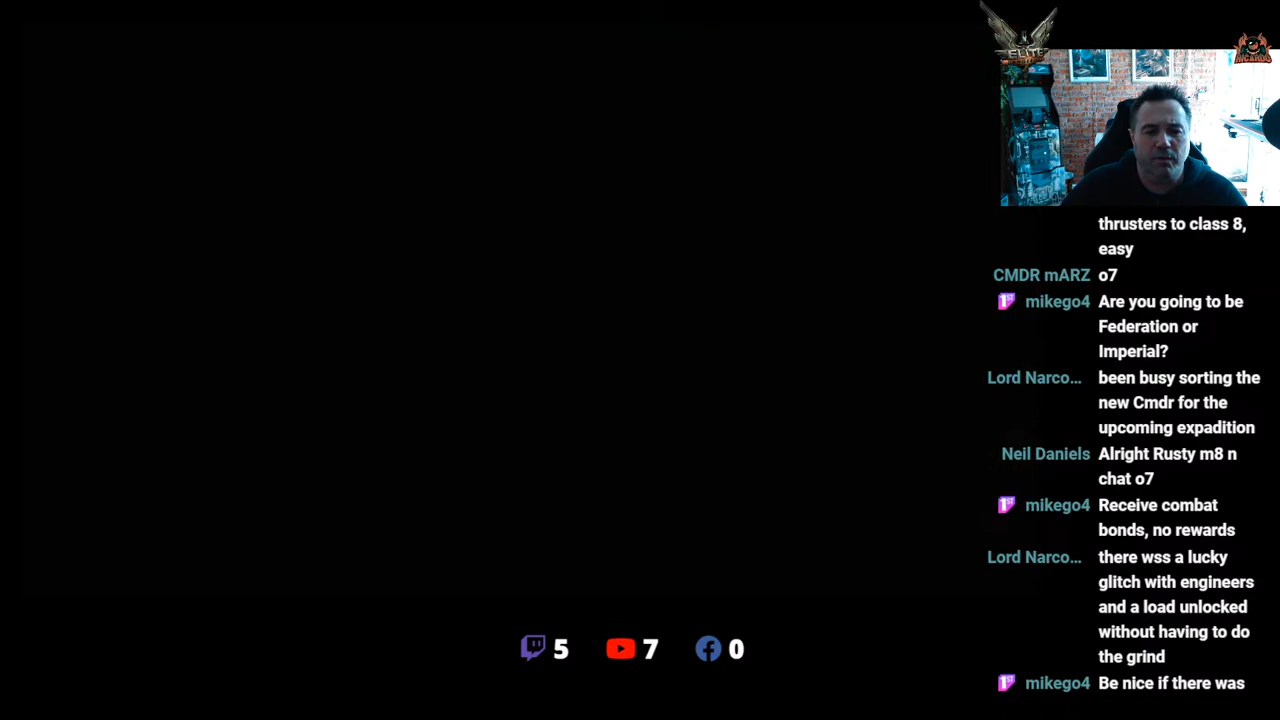 ELITE
RICARDO
thrusters to class 8,
easy
CMDR mARZ o7
mikego4 Are you going to be
Federation or
Imperial?
Lord Narco... been busy sorting the
new Cmdr for the
upcoming expadition
Neil Daniels Alright Rusty m8 n
chat o7
mikego4 Receive combat
bonds, no rewards
Lord Narco... there wss a lucky
glitch with engineers
and a load unlocked
without having to do
the grind
mikego4 Be nice if there was
5 7 0